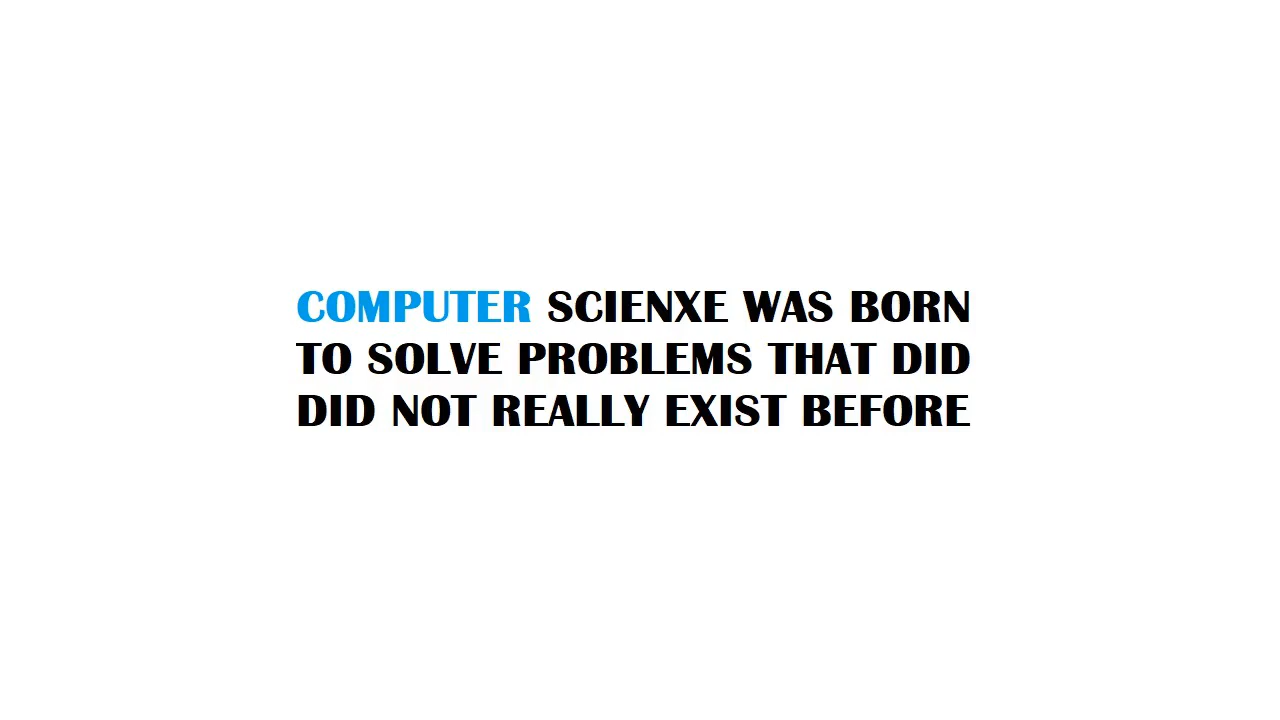 COMPUTER SCIENXE WAS BORN
TO SOLVE PROBLEMS THAT DID
DID NOT REALLY EXIST BEFORE